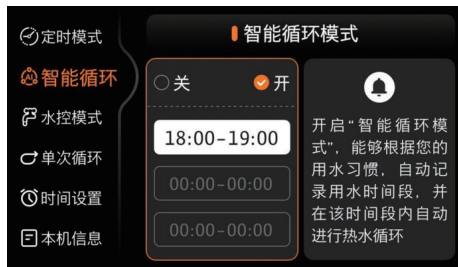 定时模式
智能循环
水控模式
单次循环
时间设置
本机信息
智能循环模式
关
开
18:00-19:00
00:00-00:00
00:00-00:00
开启“智能循环模
式”，能够根据您的
用水习惯，自动记
录用水时间段，并
在该时间段内自动
进行热水循环